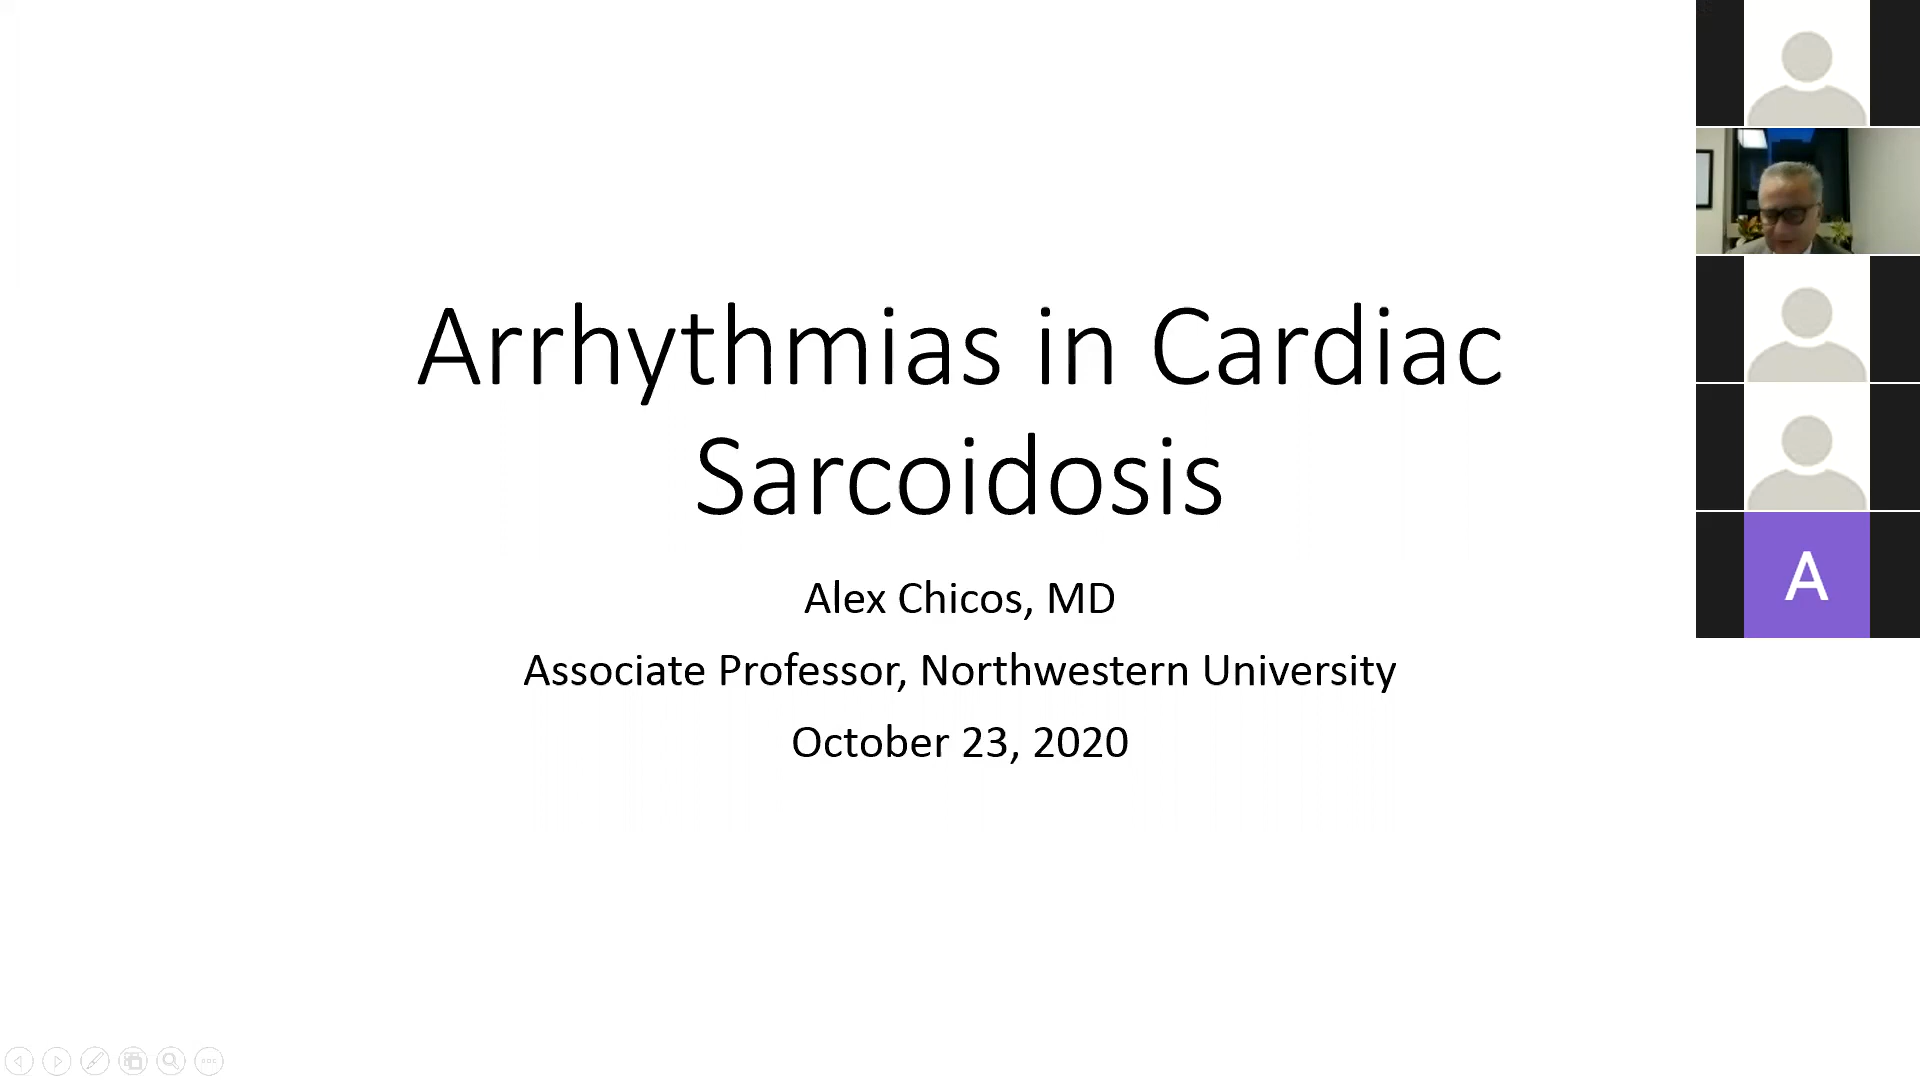 Arrhythmias in Cardiac
Sarcoidosis
Alex Chicos, MD
Associate Professor, Northwestern University
October 23, 2020
A